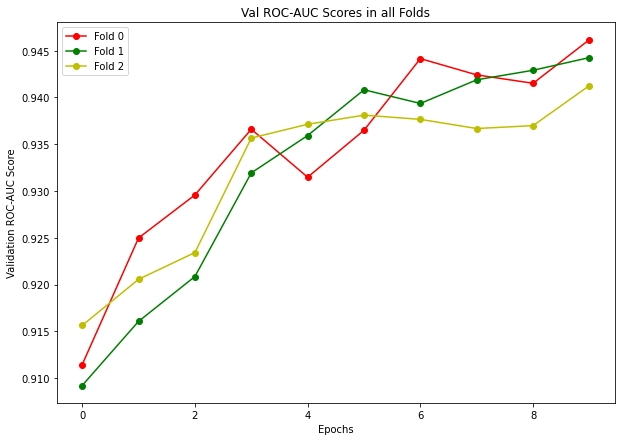 Val ROC-AUC Scores in all Folds
Fold 0
Fold 1
Fold 2
Validation ROC-AUC Score
0.945
0.940
0.935
0.930
0.925
0.920
0.915
0.910
0 2 4 6 8
Epochs